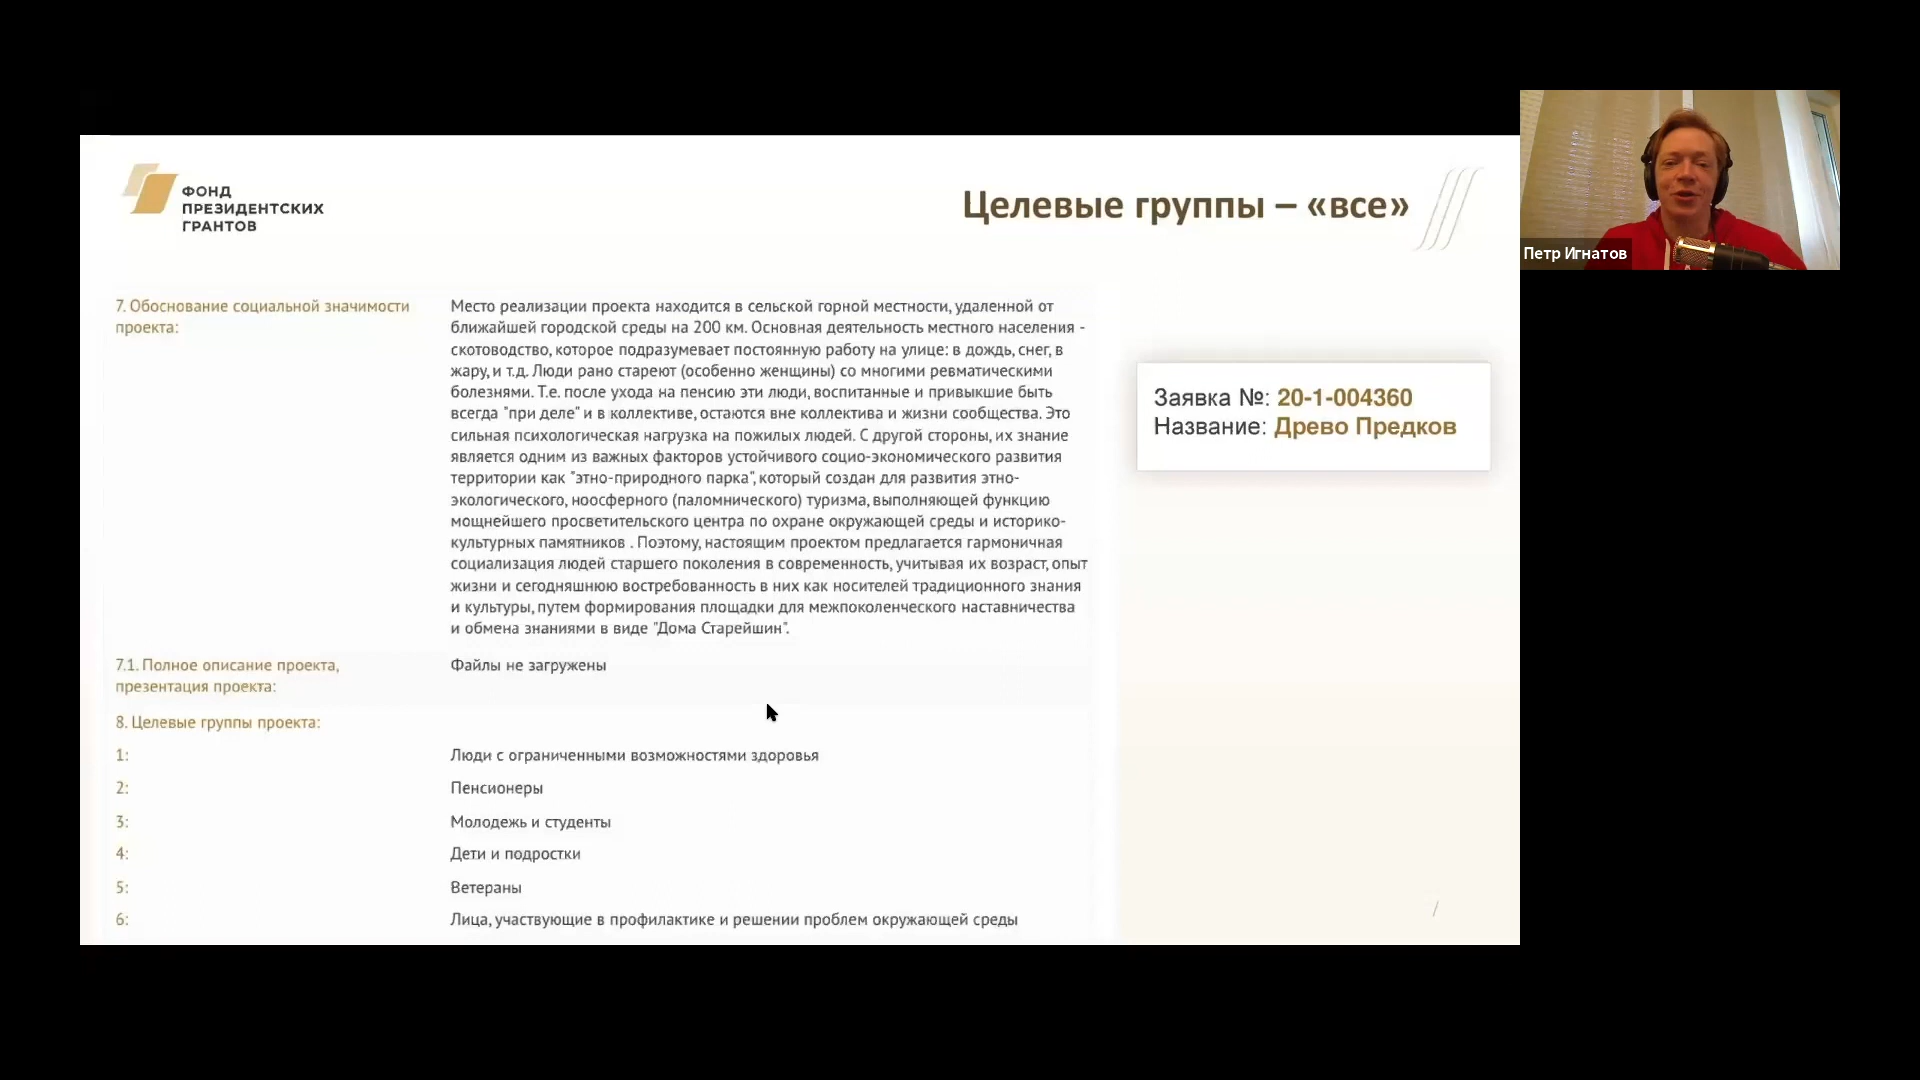 ФОНД
ПРЕЗИДЕНТСКИХ
ГРАНТОВ
Целевые группы – «все»
Петр Игнатов
7. Обоснование социальной значимости
проекта:
Место реализации проекта находится в сельской горной местности, удаленной от
ближайшей городской среды на 200 км. Основная деятельность местного населения -
скотоводство, которое подразумевает постоянную работу на улице: в дождь, снег, в
жару, и т.д. Люди рано стареют (особенно женщины) со многими ревматическими
болезнями. Т.е. после ухода на пенсию эти люди, воспитанные и привыкшие быть
всегда "при деле" и в коллективе, остаются вне коллектива и жизни сообщества. Это
сильная психологическая нагрузка на пожилых людей. С другой стороны, их знание
является одним из важных факторов устойчивого социо-экономического развития
территории как "этно-природного парка", который создан для развития этно-
экологического, ноосферного (паломнического) туризма, выполняющей функцию
мощнейшего просветительского центра по охране окружающей среды и историко-
культурных памятников . Поэтому, настоящим проектом предлагается гармоничная
социализация людей старшего поколения в современность, учитывая их возраст, опыт
жизни и сегодняшнюю востребованность в них как носителей традиционного знания
и культуры, путем формирования площадки для межпоколенческого наставничества
и обмена знаниями в виде "Дома Старейшин".
Заявка №: 20-1-004360
Название: Древо Предков
7.1. Полное описание проекта,
презентация проекта:
Файлы не загружены
8. Целевые группы проекта:
1: Люди с ограниченными возможностями здоровья
2: Пенсионеры
3: Молодежь и студенты
4: Дети и подростки
5: Ветераны
6: Лица, участвующие в профилактике и решении проблем окружающей среды